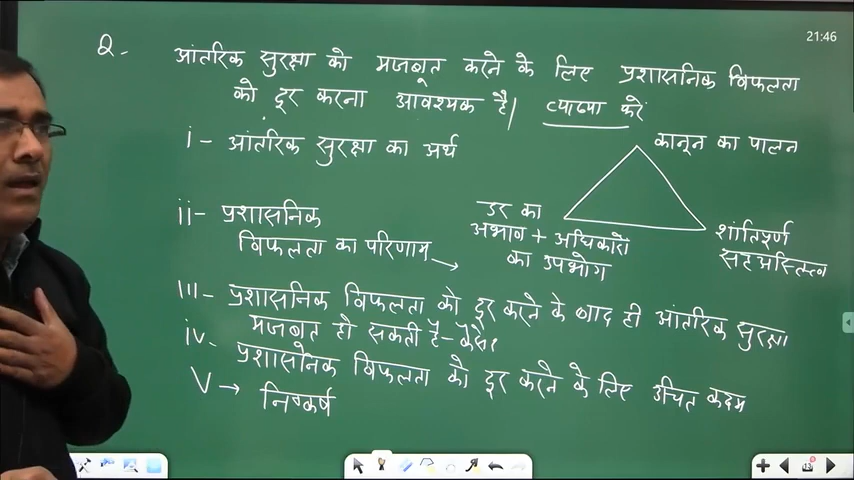 21:46
Q. आंतरिक सुरक्षा को मजबूत करने के लिए प्रशासनिक विफलता
को दूर करना आवश्यक है| व्याख्या करें
i - आंतरिक सुरक्षा का अर्थ
कानून का पालन
डर का
अभाव + अधिकारों
का उपभोग
शांतिपूर्ण
सहअस्तित्व
ii - प्रशासनिक
विफलता का परिणाम →
III - प्रशासनिक विफलता को दूर करने के बाद ही आंतरिक सुरक्षा
मजबूत हो सकती है - कैसे?
iv - प्रशासनिक विफलता को दूर करने के लिए उचित कदम
V → निष्कर्ष
13